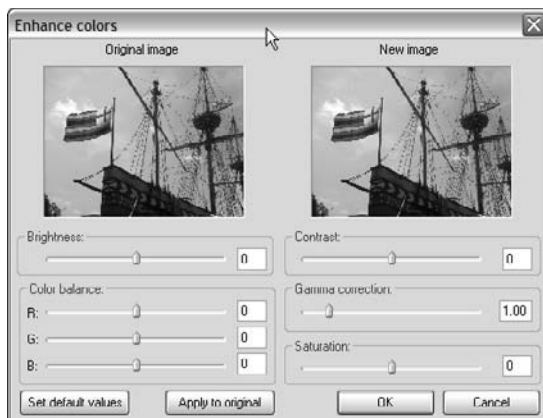 Enhance colors
Original image
New image
Brightness:
0
Contrast:
0
Color balance:
R:
0
G:
0
B:
0
Gamma correction:
1.00
Saturation:
0
Set default values
Apply to original
OK
Cancel